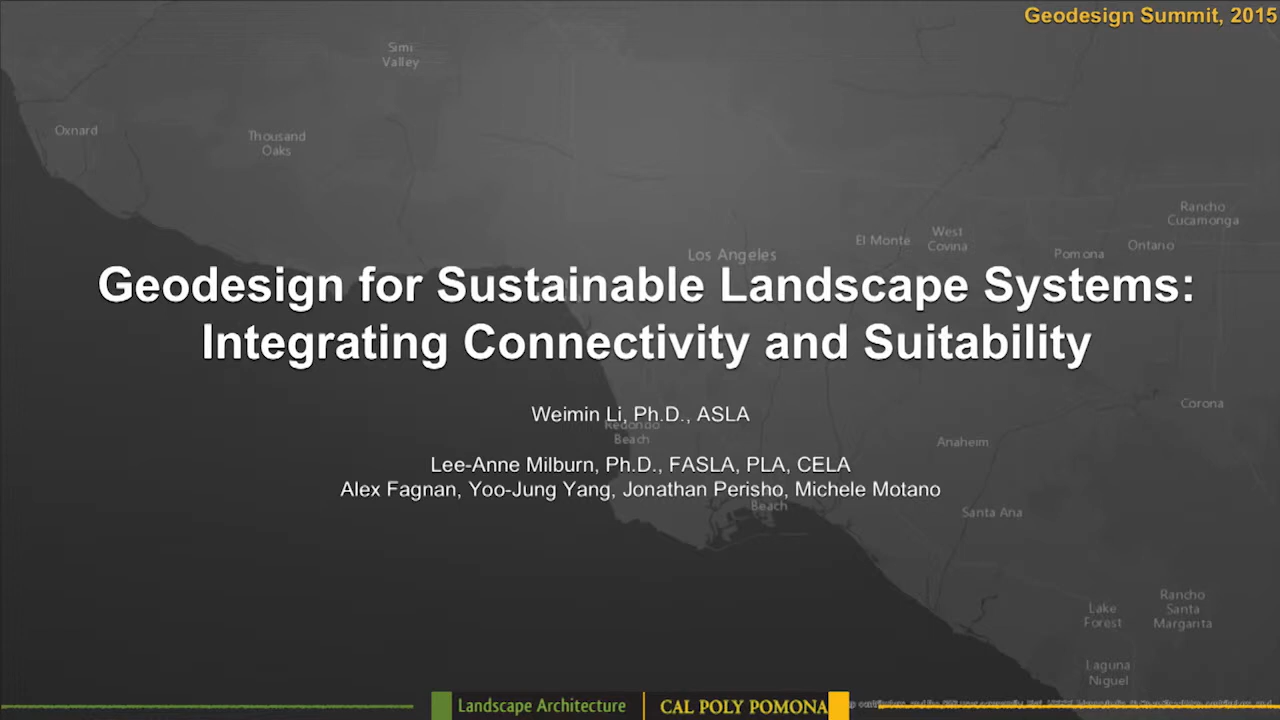 Geodesign Summit, 2015
Simi
Valley
Oxnard
Thousand
Oaks
Rancho
Cucamonga
El Monte
West
Covina
Los Angeles
Pomona
Ontario
Geodesign for Sustainable Landscape Systems:
Integrating Connectivity and Suitability
Corona
Weimin Li, Ph.D., ASLA
Redondo
Beach
Anaheim
Lee-Anne Milburn, Ph.D., FASLA, PLA, CELA
Alex Fagnan, Yoo-Jung Yang, Jonathan Perisho, Michele Motano
Beach
Santa Ana
Lake
Forest
Rancho
Santa
Margarita
Laguna
Niguel
Landscape Architecture
CAL POLY POMONA